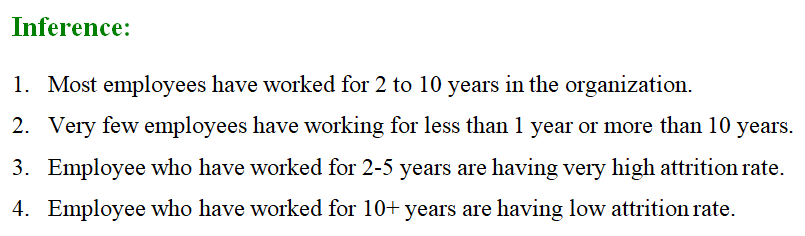 Inference:
1. Most employees have worked for 2 to 10 years in the organization.
2. Very few employees have working for less than 1 year or more than 10 years.
3. Employee who have worked for 2-5 years are having very high attrition rate.
4. Employee who have worked for 10+ years are having low attrition rate.